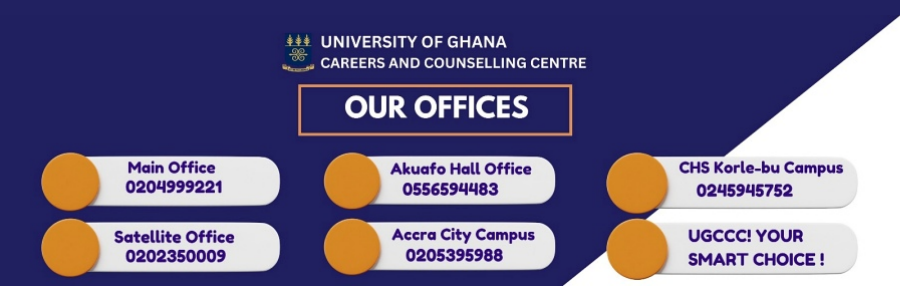 UNIVERSITY OF GHANA
CAREERS AND COUNSELLING CENTRE
OUR OFFICES
Main Office
0204999221
Akuafo Hall Office
0556594483
CHS Korle-bu Campus
0245945752
Satellite Office
0202350009
Accra City Campus
0205395988
UGCCC! YOUR
SMART CHOICE !